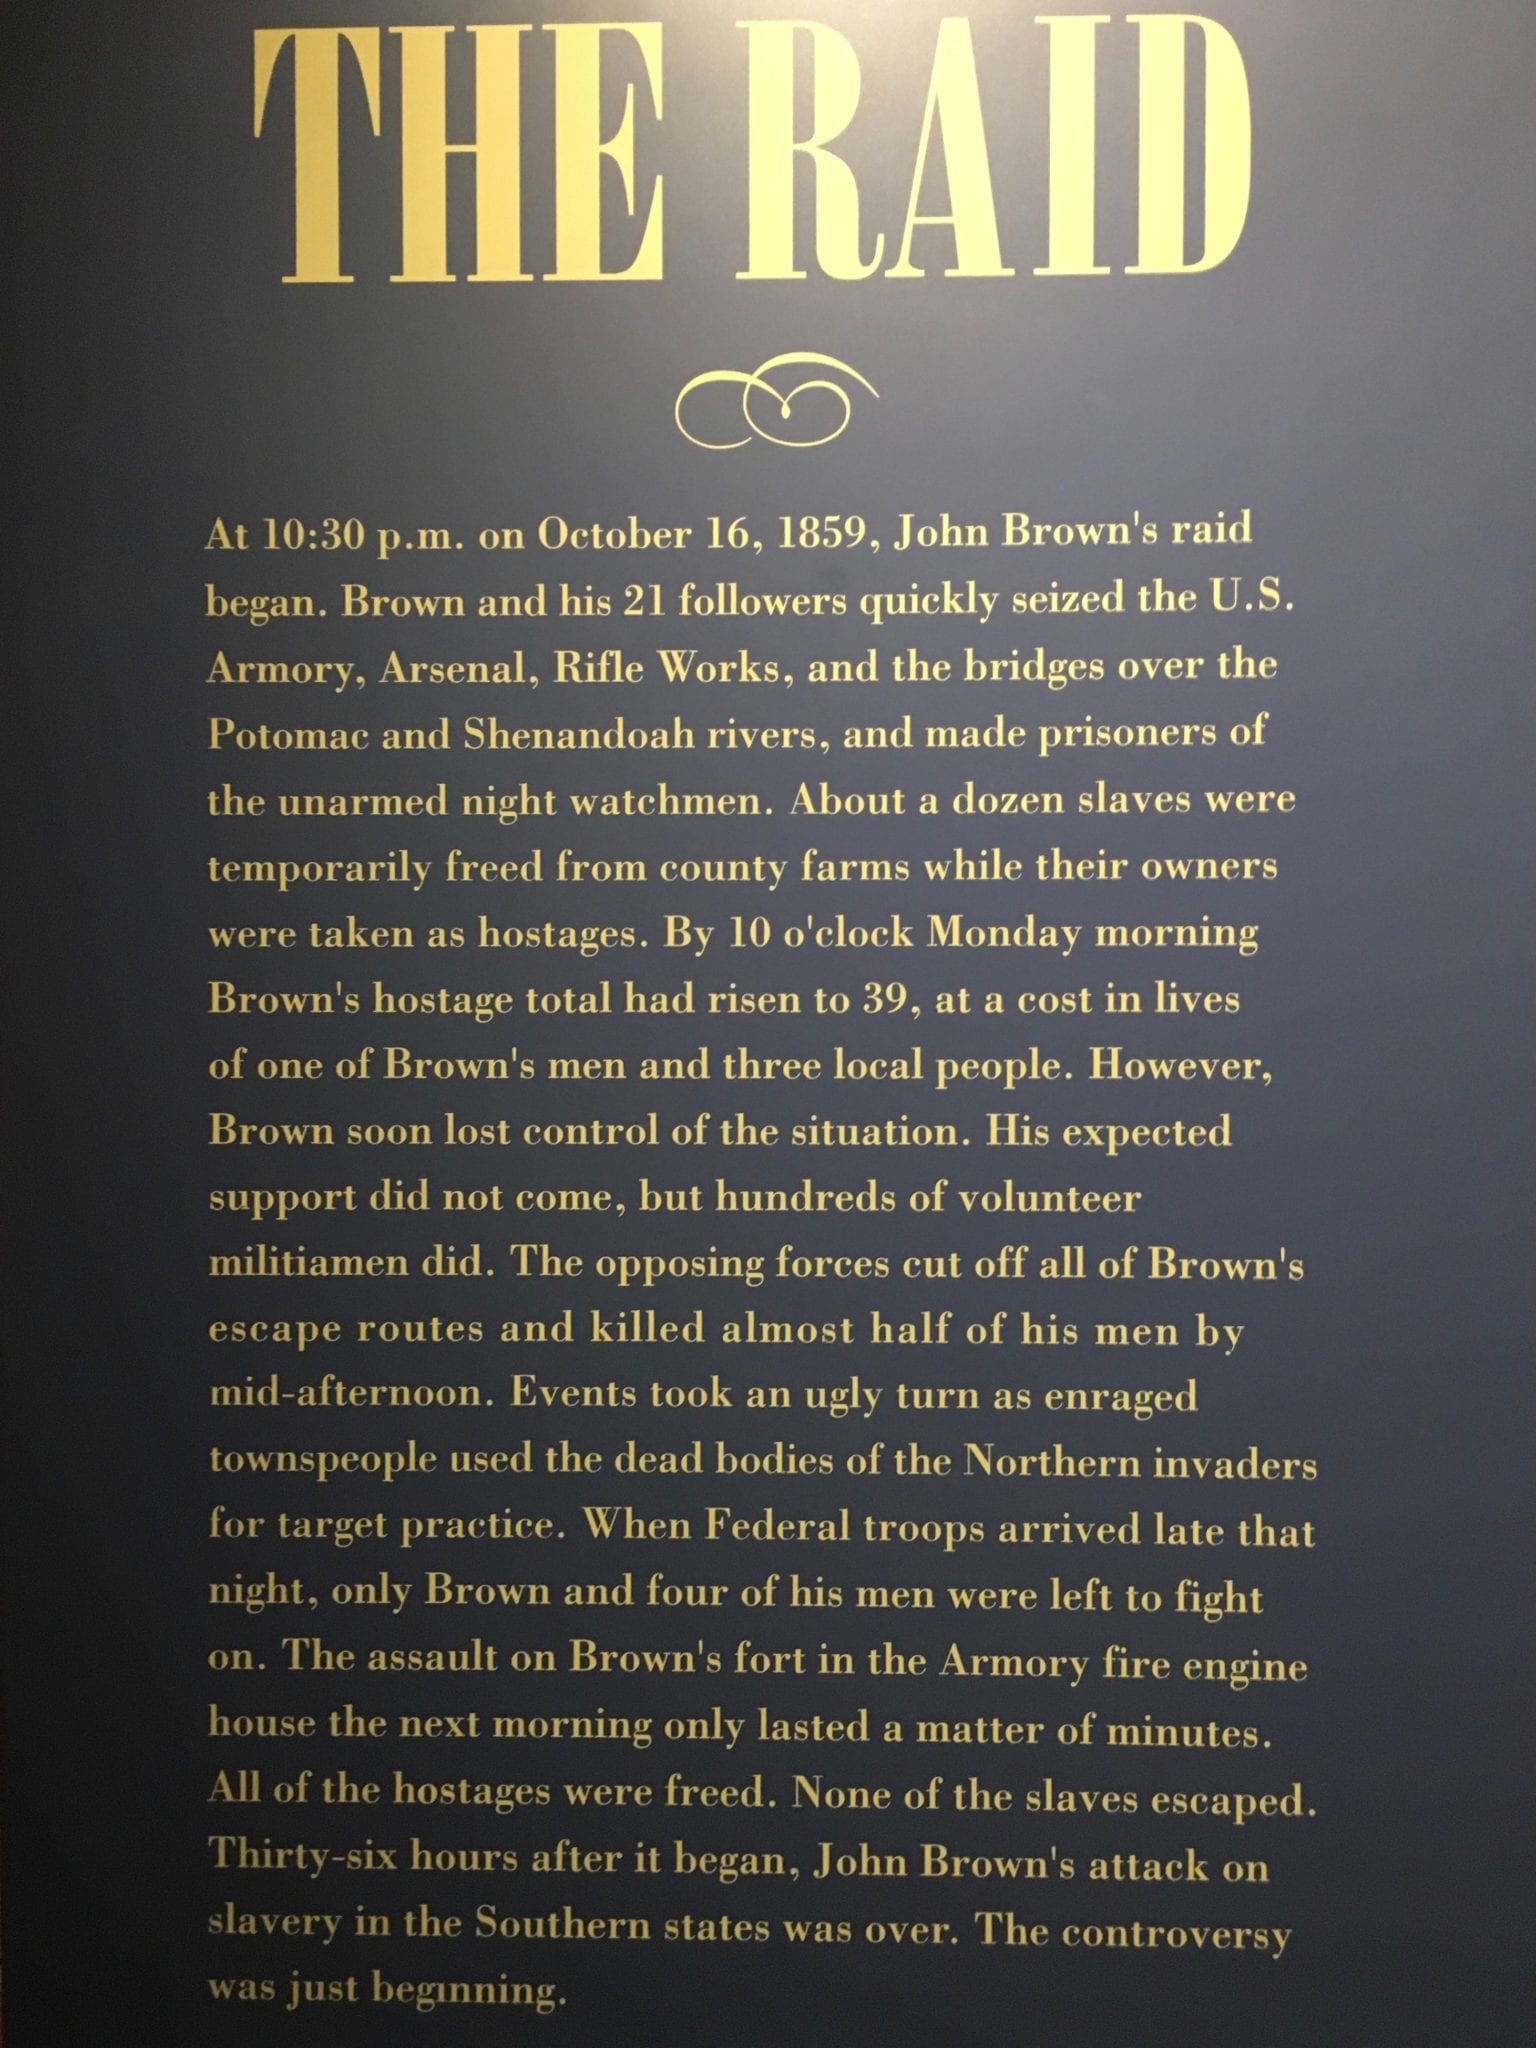 THE RAID
At 10:30 p.m. on October 16, 1859, John Brown's raid
began. Brown and his 21 followers quickly seized the U.S.
Armory, Arsenal, Rifle Works, and the bridges over the
Potomac and Shenandoah rivers, and made prisoners of
the unarmed night watchmen. About a dozen slaves were
temporarily freed from county farms while their owners
were taken as hostages. By 10 o'clock Monday morning
Brown's hostage total had risen to 39, at a cost in lives
of one of Brown's men and three local people. However,
Brown soon lost control of the situation. His expected
support did not come, but hundreds of volunteer
militiamen did. The opposing forces cut off all of Brown's
escape routes and killed almost half of his men by
mid-afternoon. Events took an ugly turn as enraged
townspeople used the dead bodies of the Northern invaders
for target practice. When Federal troops arrived late that
night, only Brown and four of his men were left to fight
on. The assault on Brown's fort in the Armory fire engine
house the next morning only lasted a matter of minutes.
All of the hostages were freed. None of the slaves escaped.
Thirty-six hours after it began, John Brown's attack on
slavery in the Southern states was over. The controversy
was just beginning.